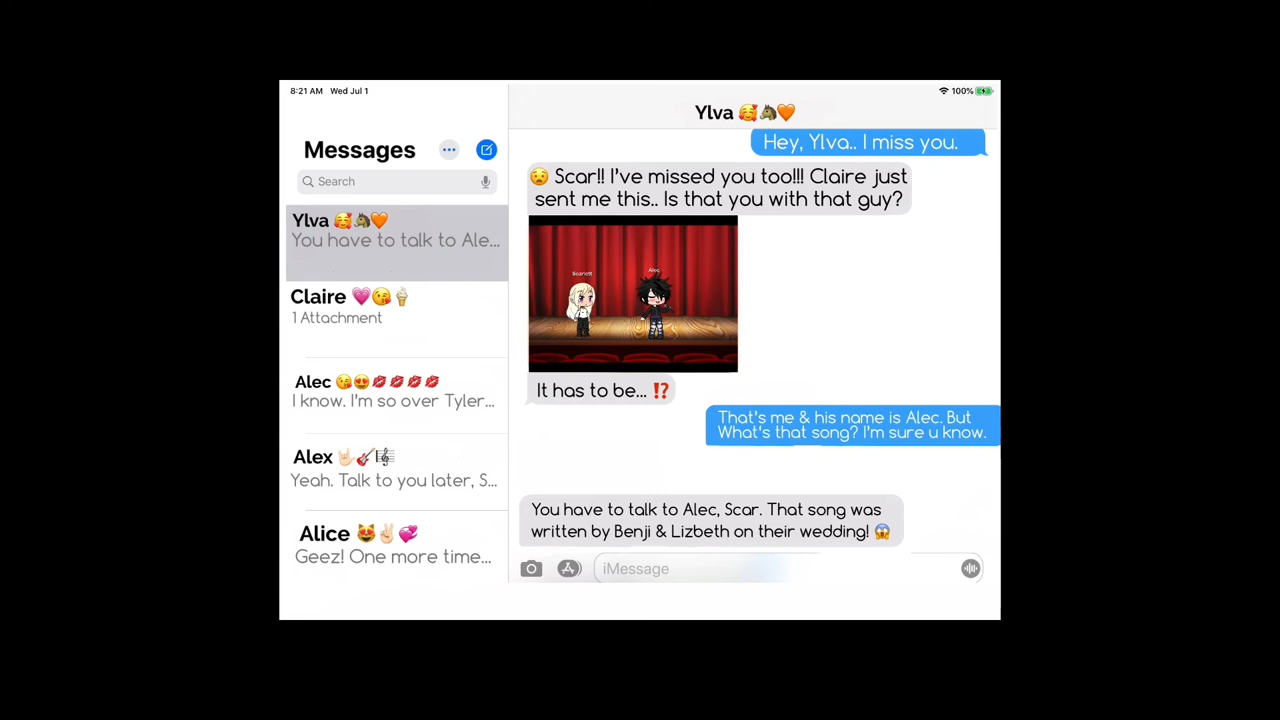 8:21 AM Wed Jul 1
100%
Messages
Search
Ylva 🥰🐴🧡
You have to talk to Ale...
Claire 💗😘🍦
1 Attachment
Alec 😘😍💋💋💋💋
I know. I'm so over Tyler...
Alex 🤟🏻🎸🎼
Yeah. Talk to you later, S...
Alice 😻✌🏻💞
Geez! One more time...
Ylva 🥰🐴🧡
Hey, Ylva.. I miss you.
😧 Scar!! I've missed you too!!! Claire just
sent me this.. Is that you with that guy?
Scarlett
Alec
It has to be... ⁉️
That's me & his name is Alec. But
What's that song? I'm sure u know.
You have to talk to Alec, Scar. That song was
written by Benji & Lizbeth on their wedding! 😱
iMessage